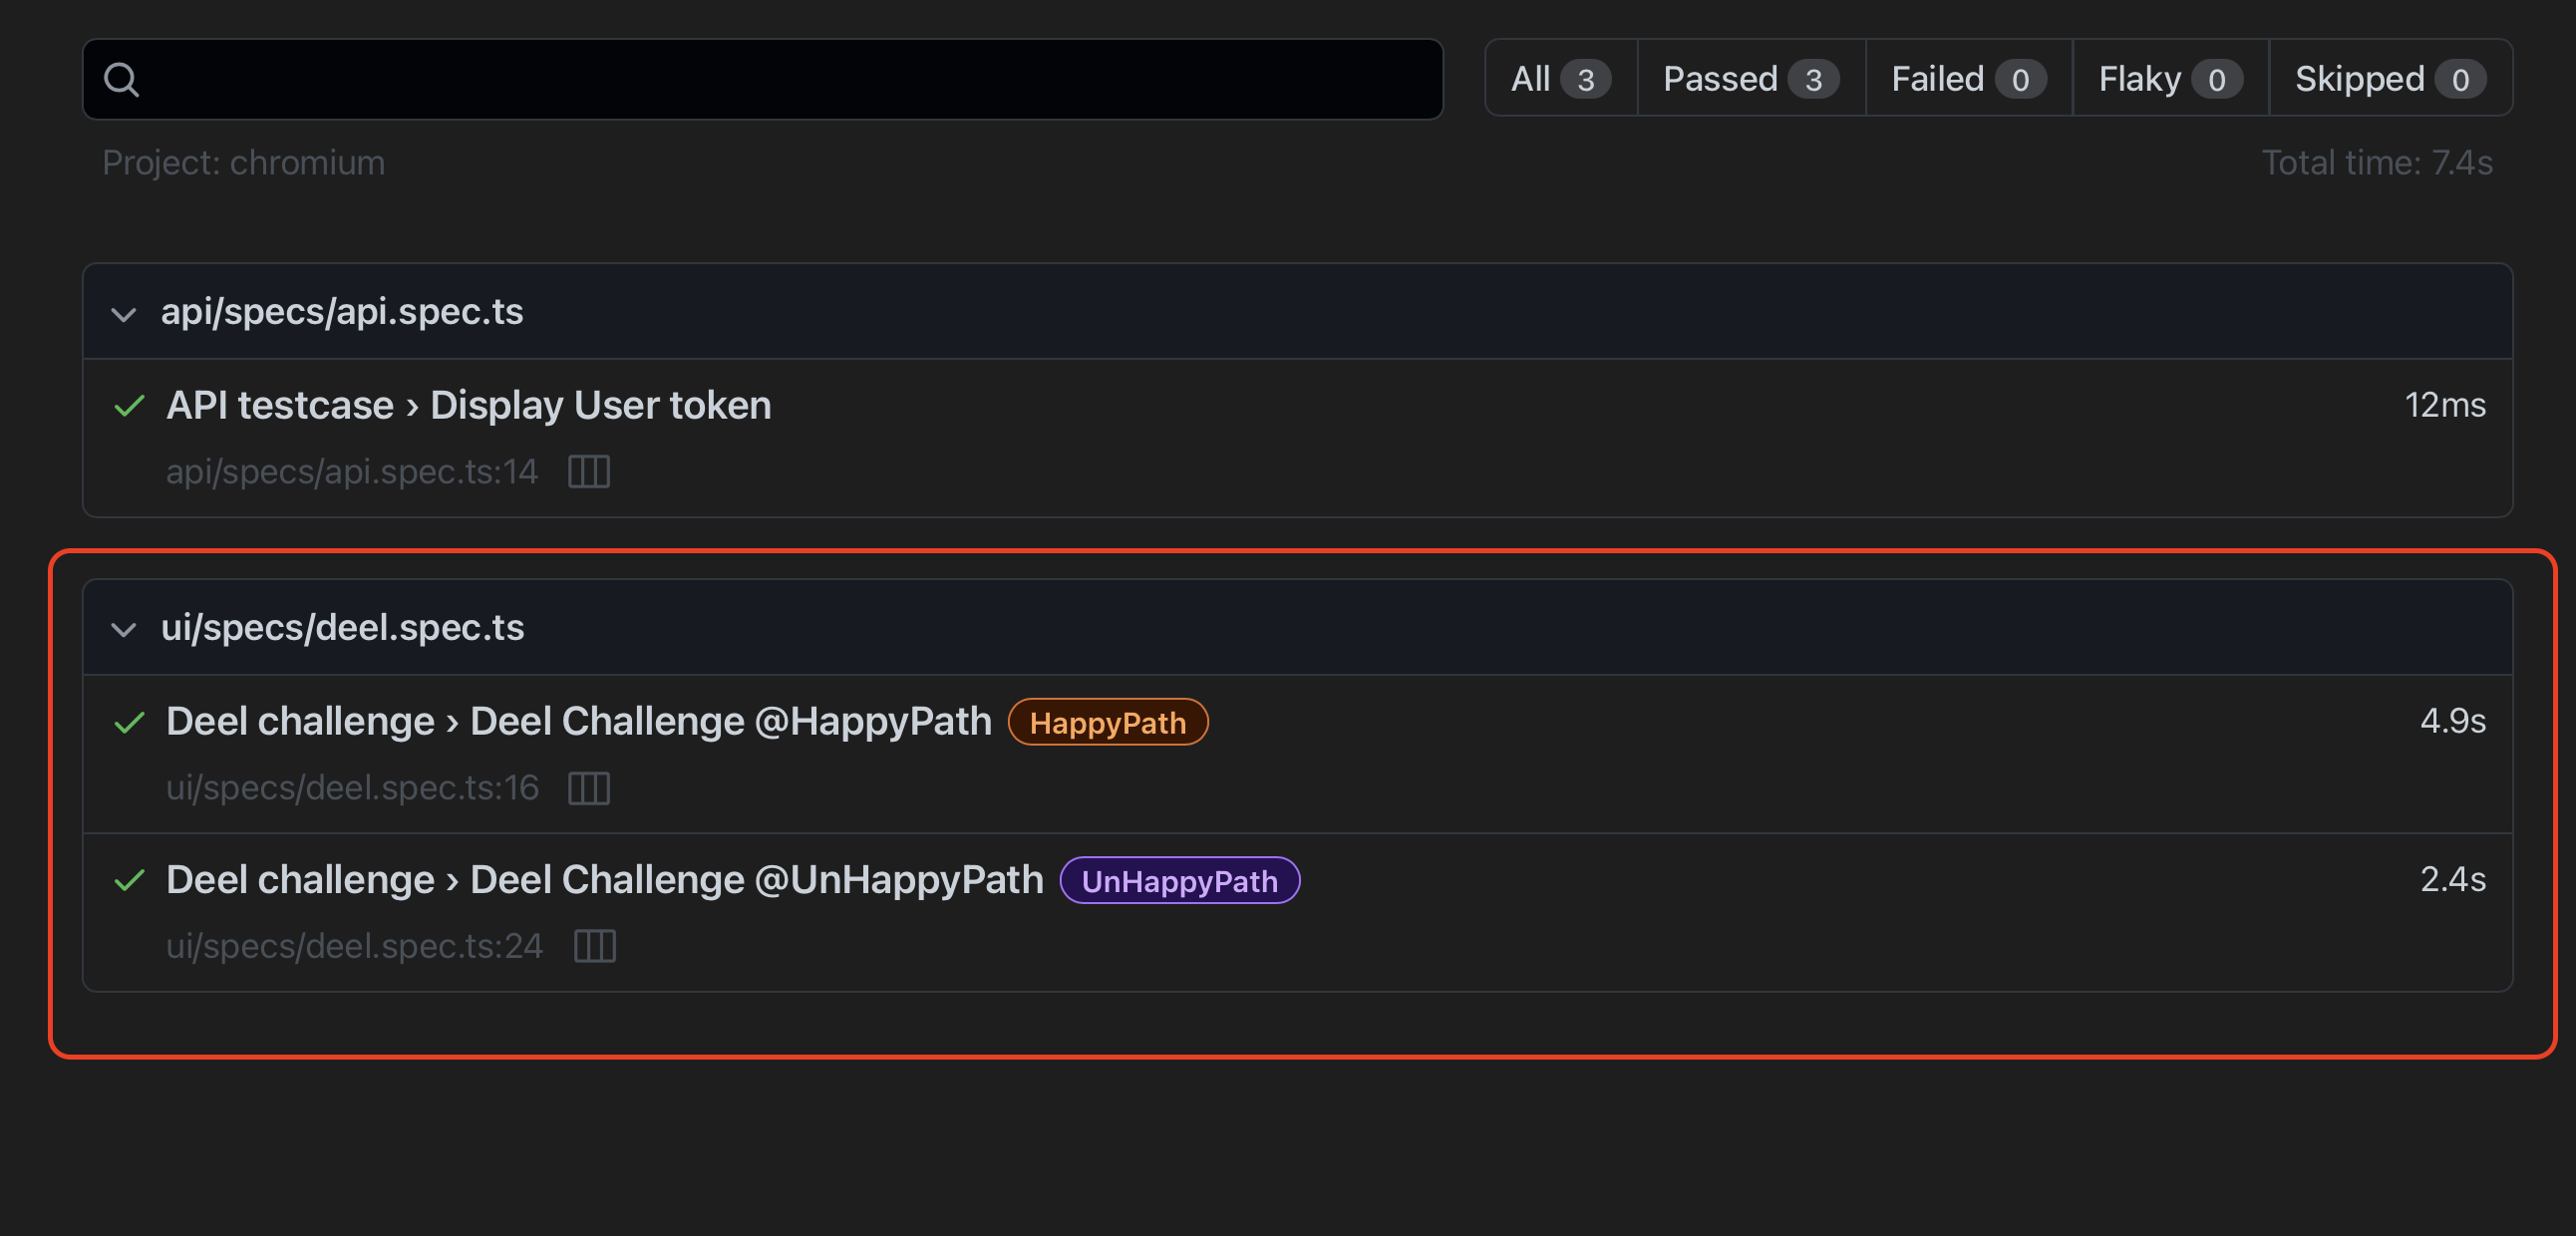 All 3 Passed 3 Failed 0 Flaky 0 Skipped 0
Project: chromium Total time: 7.4s
api/specs/api.spec.ts
API testcase › Display User token 12ms
api/specs/api.spec.ts:14
ui/specs/deel.spec.ts
Deel challenge › Deel Challenge @HappyPath HappyPath 4.9s
ui/specs/deel.spec.ts:16
Deel challenge › Deel Challenge @UnHappyPath UnHappyPath 2.4s
ui/specs/deel.spec.ts:24